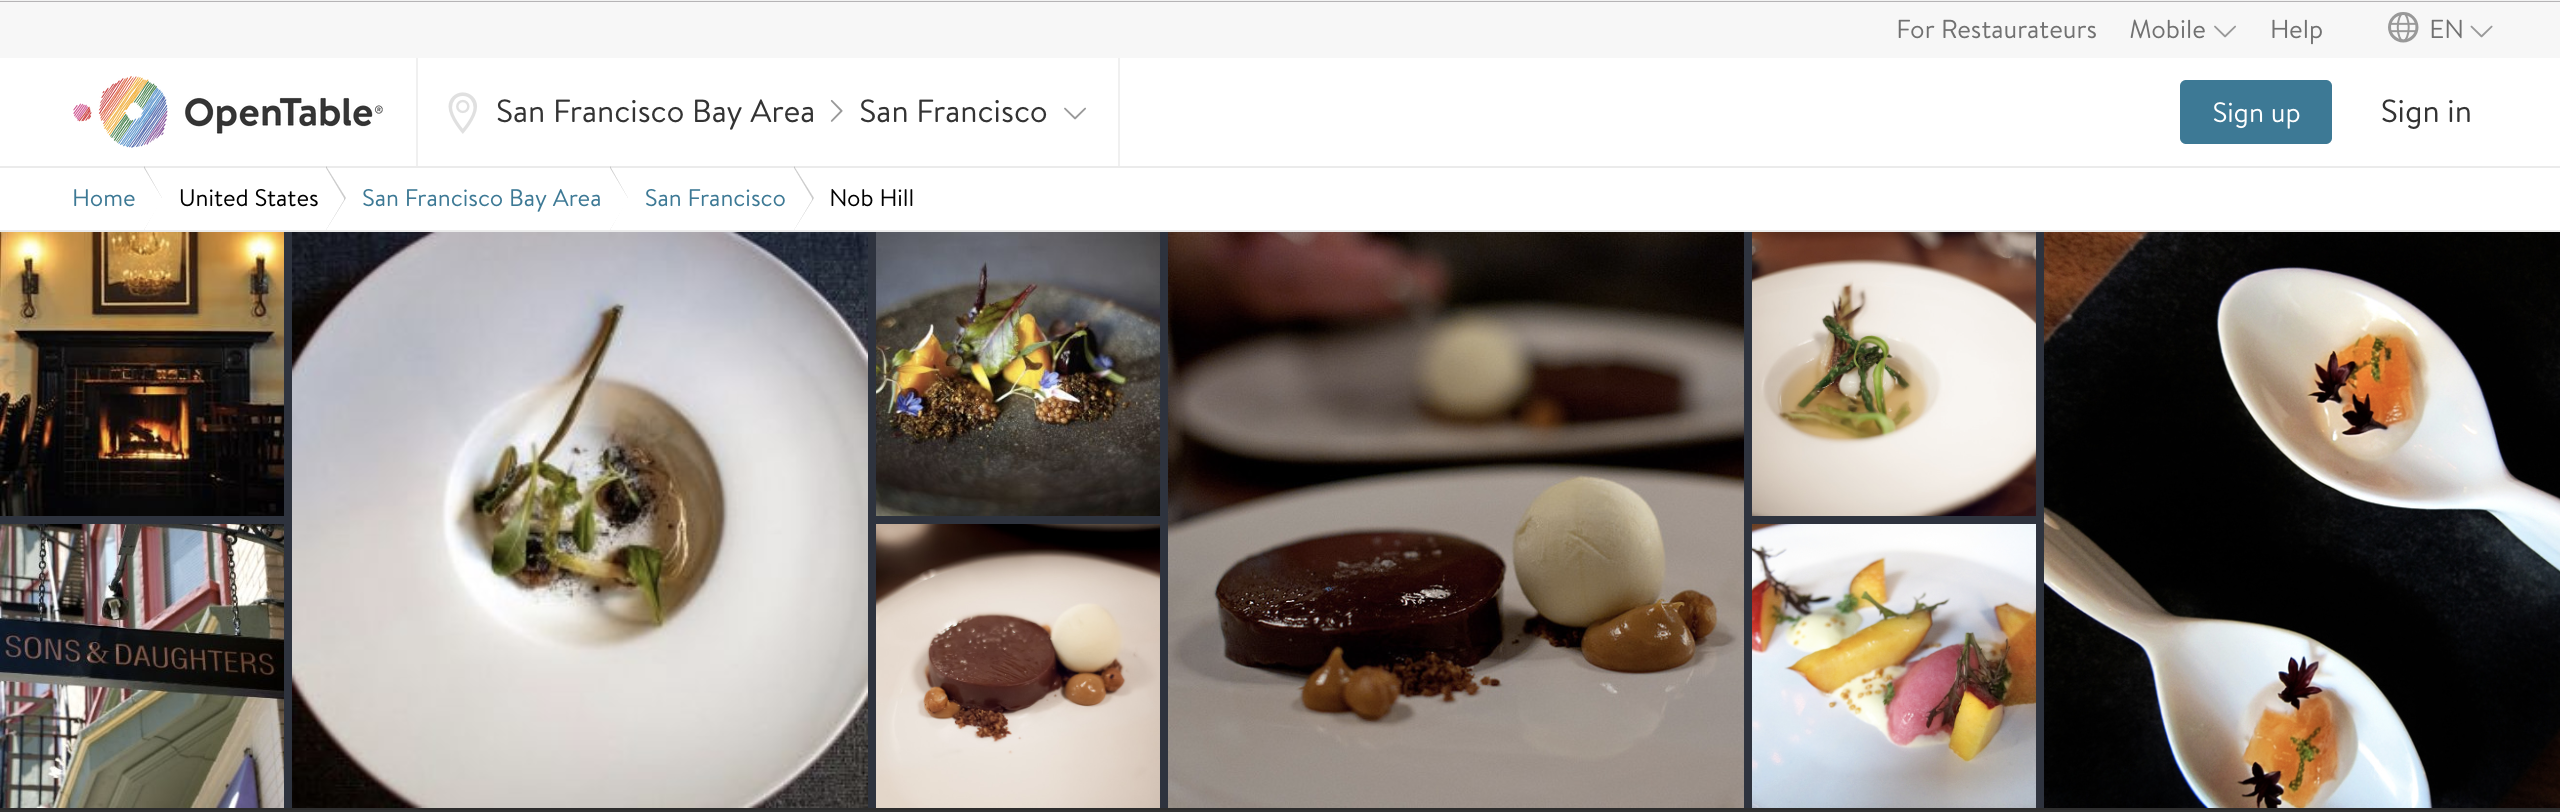 For Restaurateurs Mobile Help EN
OpenTable®
San Francisco Bay Area San Francisco
Sign up
Sign in
Home United States San Francisco Bay Area San Francisco Nob Hill
SONS & DAUGHTERS